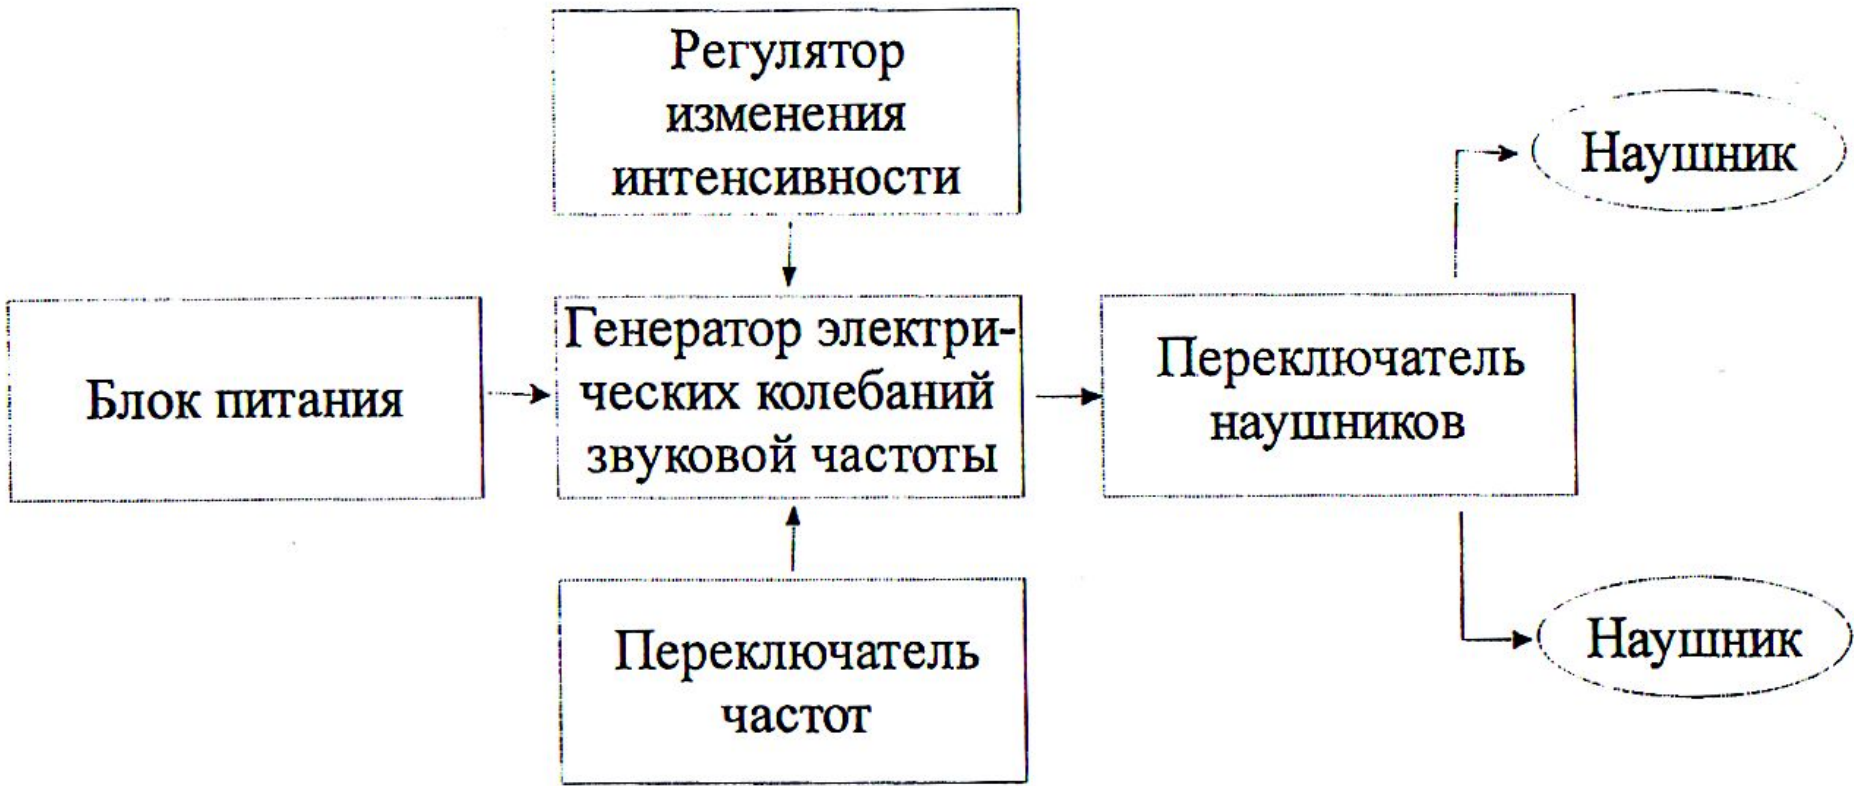 Регулятор
изменения
интенсивности
Наушник
Блок питания
Генератор электри-
ческих колебаний
звуковой частоты
Переключатель
наушников
Переключатель
частот
Наушник